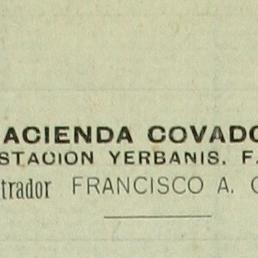 ACIENDA COVADO
STACION YERBANIS. F.
trador FRANCISCO A.